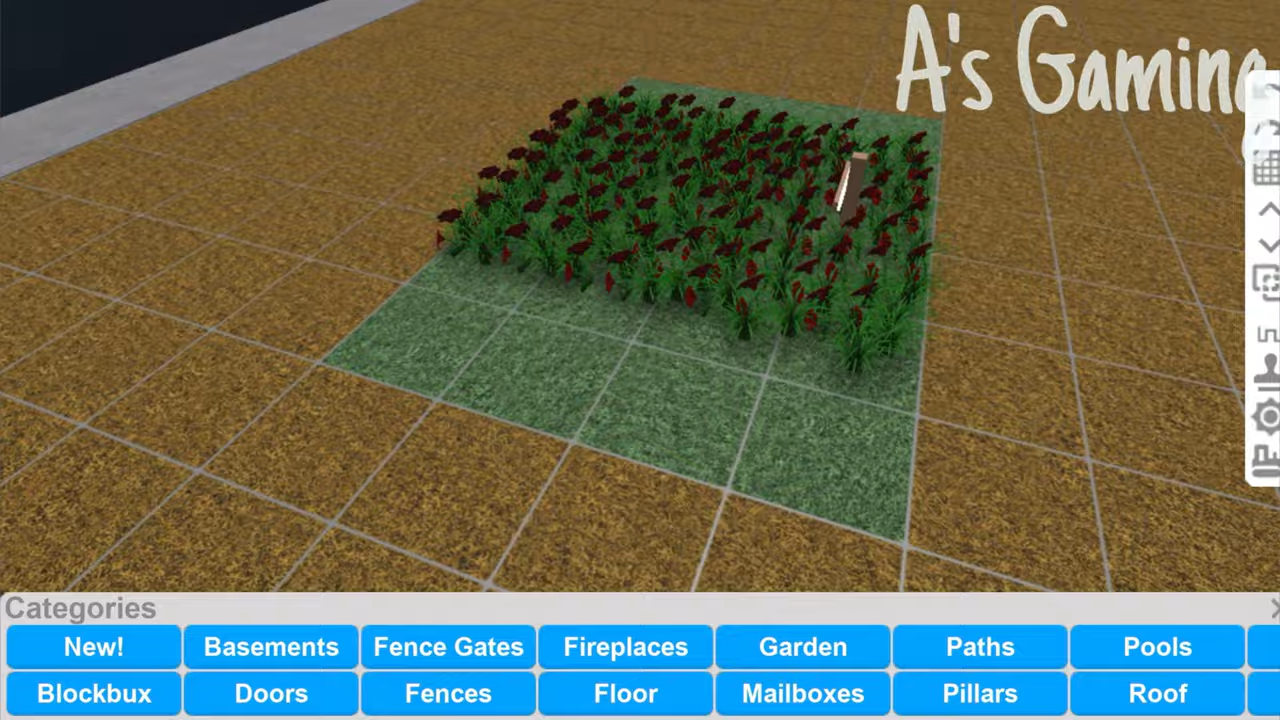 A's Gaming
Categories
New! Basements Fence Gates Fireplaces Garden Paths Pools
Blockbux Doors Fences Floor Mailboxes Pillars Roof